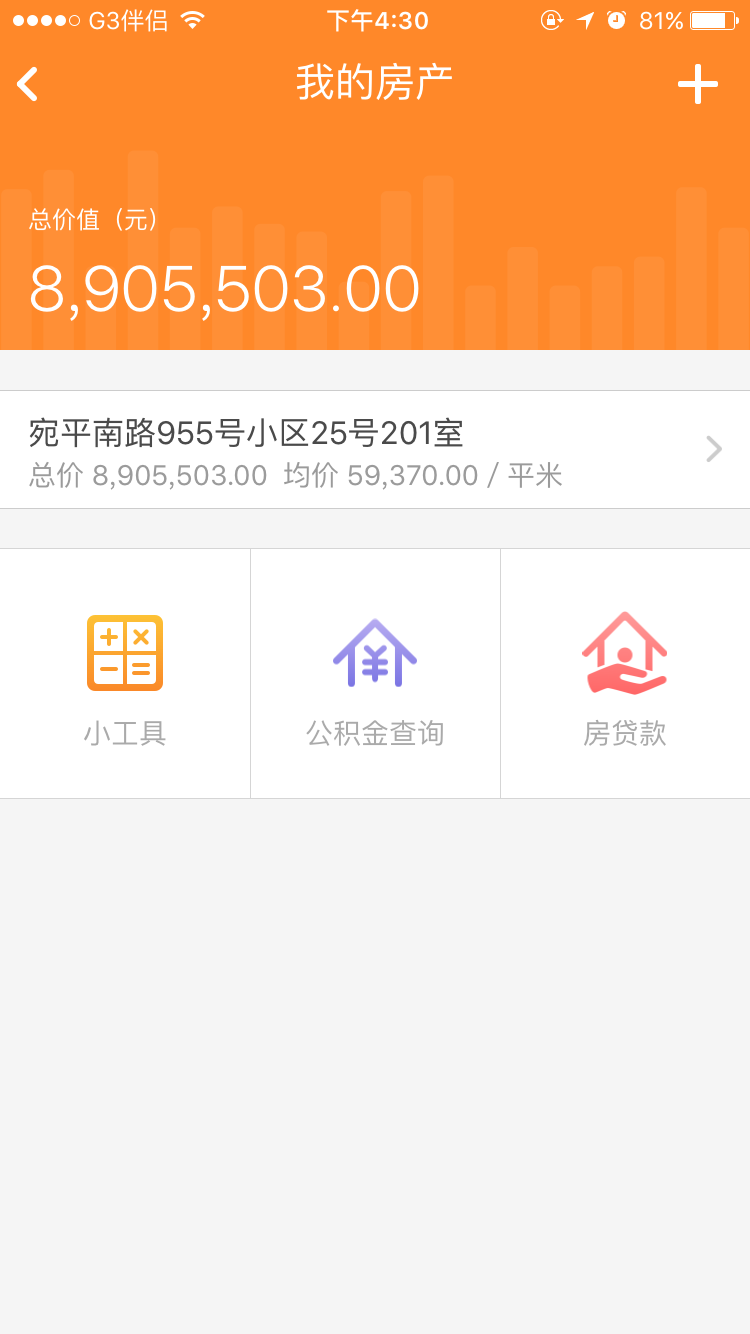 G3伴侣 下午4:30 81%
我的房产
总价值（元）
8,905,503.00
宛平南路955号小区25号201室
总价 8,905,503.00 均价 59,370.00 / 平米
小工具 公积金查询 房贷款